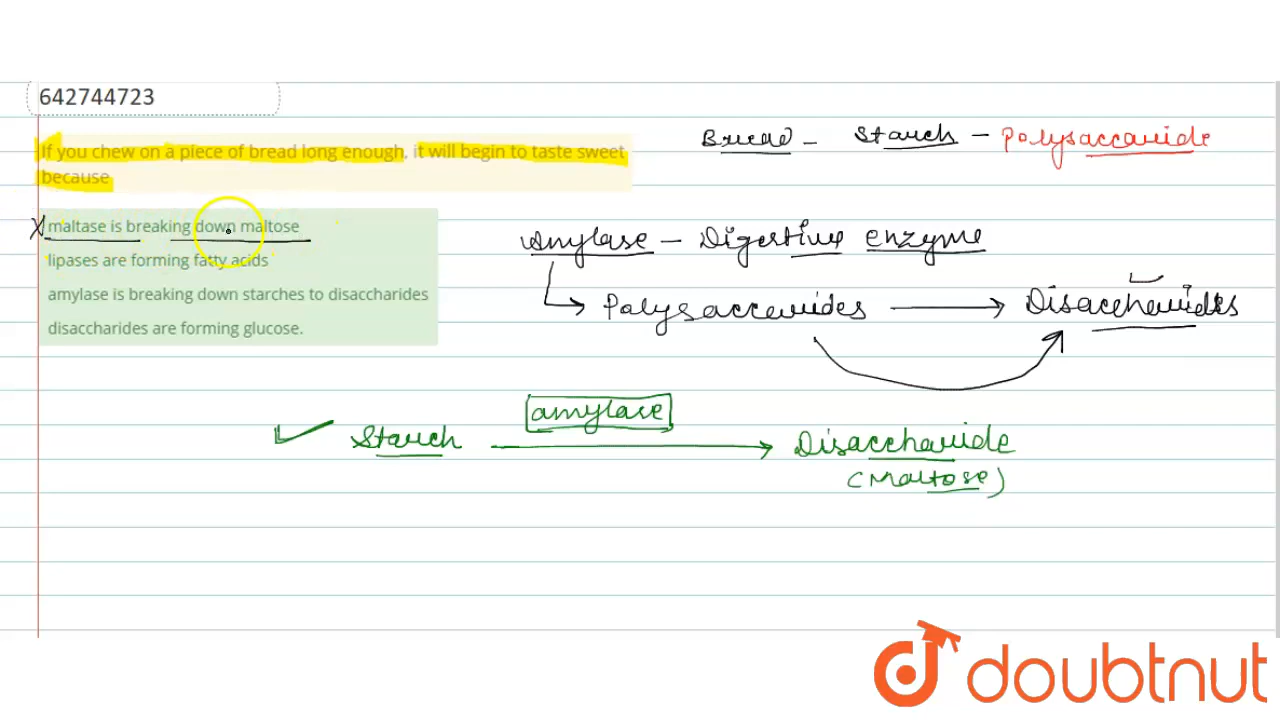 642744723
If you chew on a piece of bread long enough, it will begin to taste sweet
because
maltase is breaking down maltose
lipases are forming fatty acids
amylase is breaking down starches to disaccharides
disaccharides are forming glucose.
Bread - Starch - Polysaccaride
Amylase - Digestive enzyme
Polysaccarides Disaccharides
amylase
Starch Disaccharide
(Maltose)
doubtnut